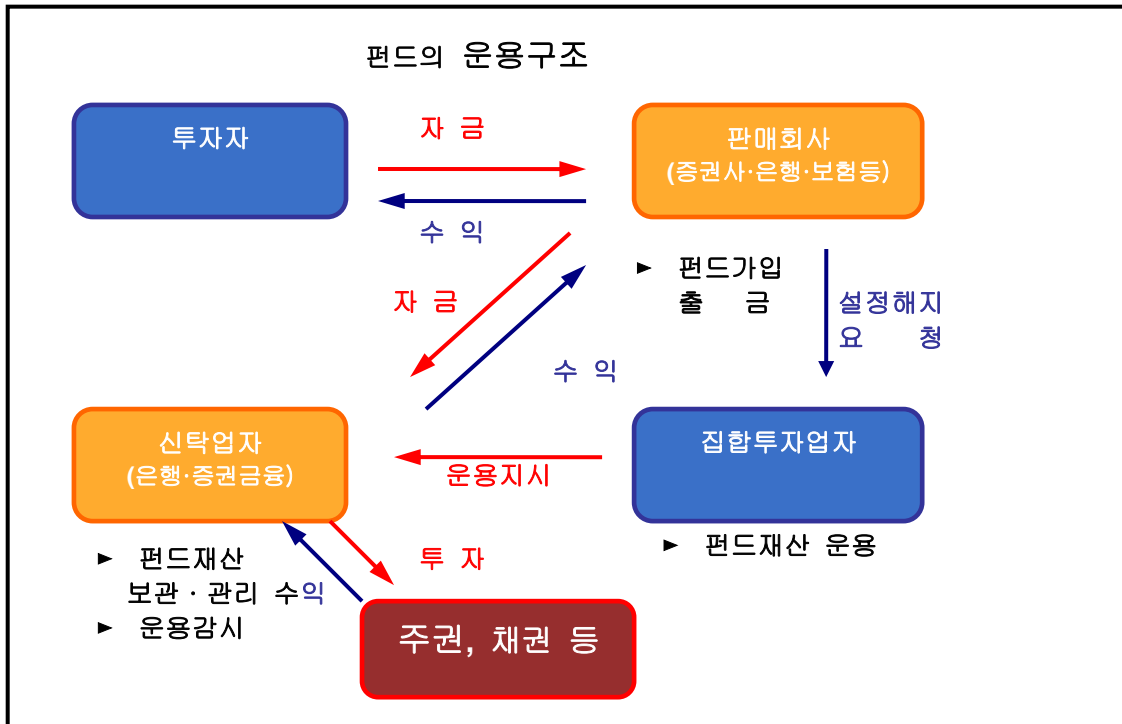 펀드의 운용구조
투자자
자 금
판매회사
(증권사·은행·보험등)
수 익
► 펀드가입
출 금
자 금
설정해지
요 청
수 익
신탁업자
(은행·증권금융)
집합투자업자
운용지시
► 펀드재산 운용
► 펀드재산
보관·관리 수익
► 운용감시
투 자
주권, 채권 등